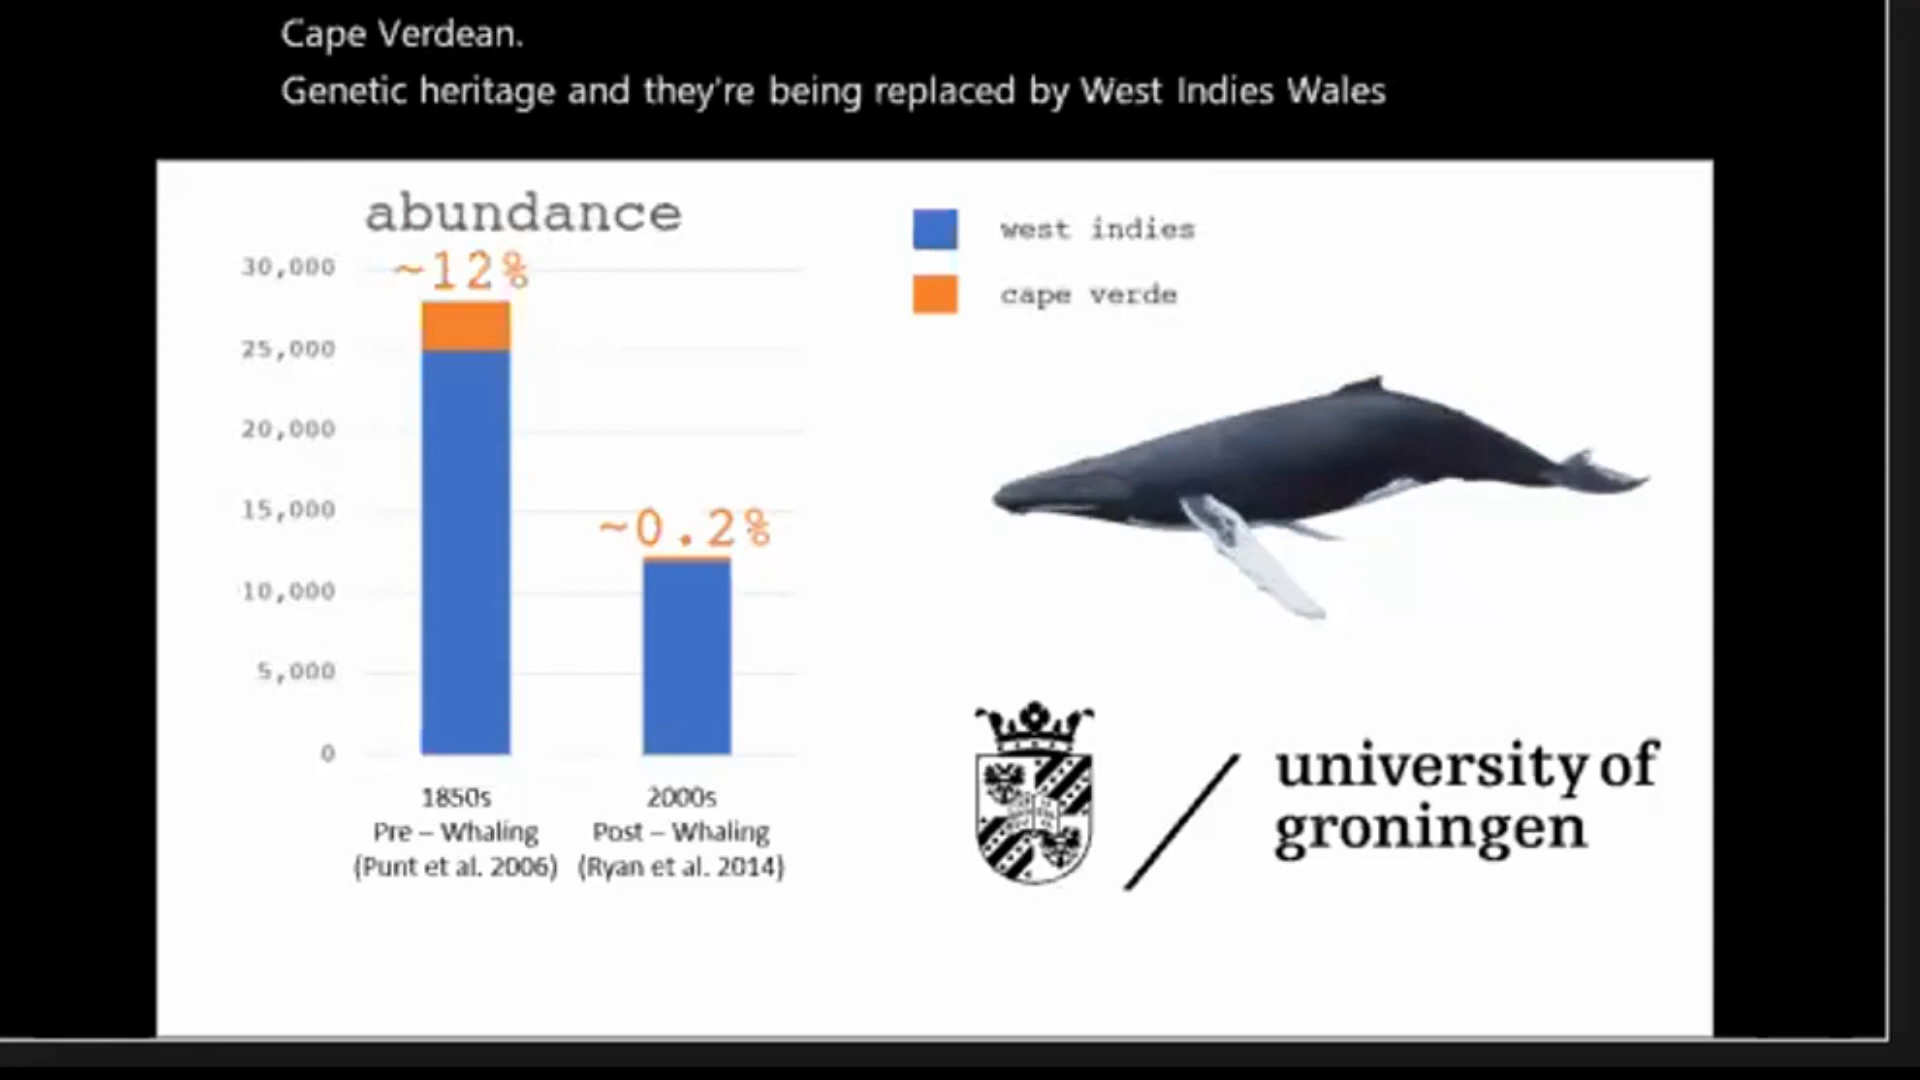 Cape Verdean.
Genetic heritage and they're being replaced by West Indies Wales
abundance
~12%
30,000
25,000
20,000
15,000
10,000
5,000
0
~0.2%
1850s
Pre – Whaling
(Punt et al. 2006)
2000s
Post – Whaling
(Ryan et al. 2014)
west indies
cape verde
university of
groningen